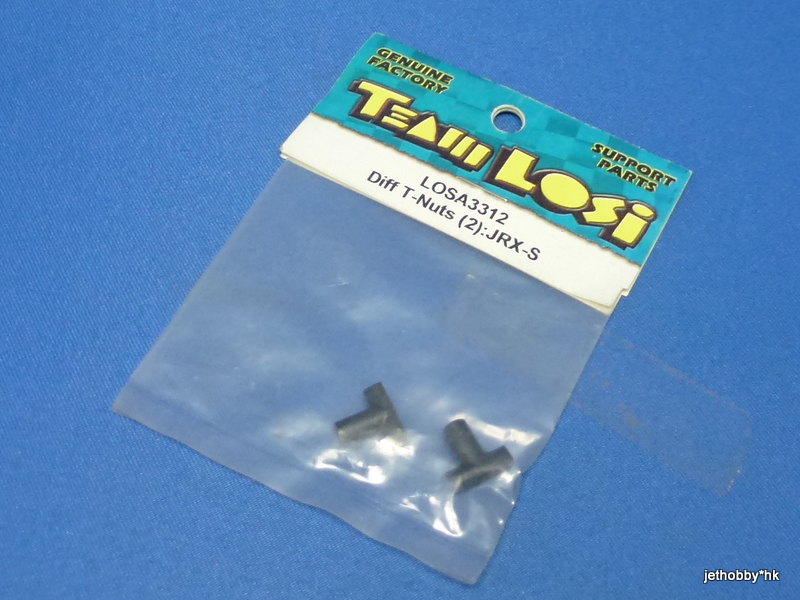 GENUINE
FACTORY
TEAM LOSi
SUPPORT
PARTS
LOSA3312
Diff T-Nuts (2):JRX-S
jethobby*hk